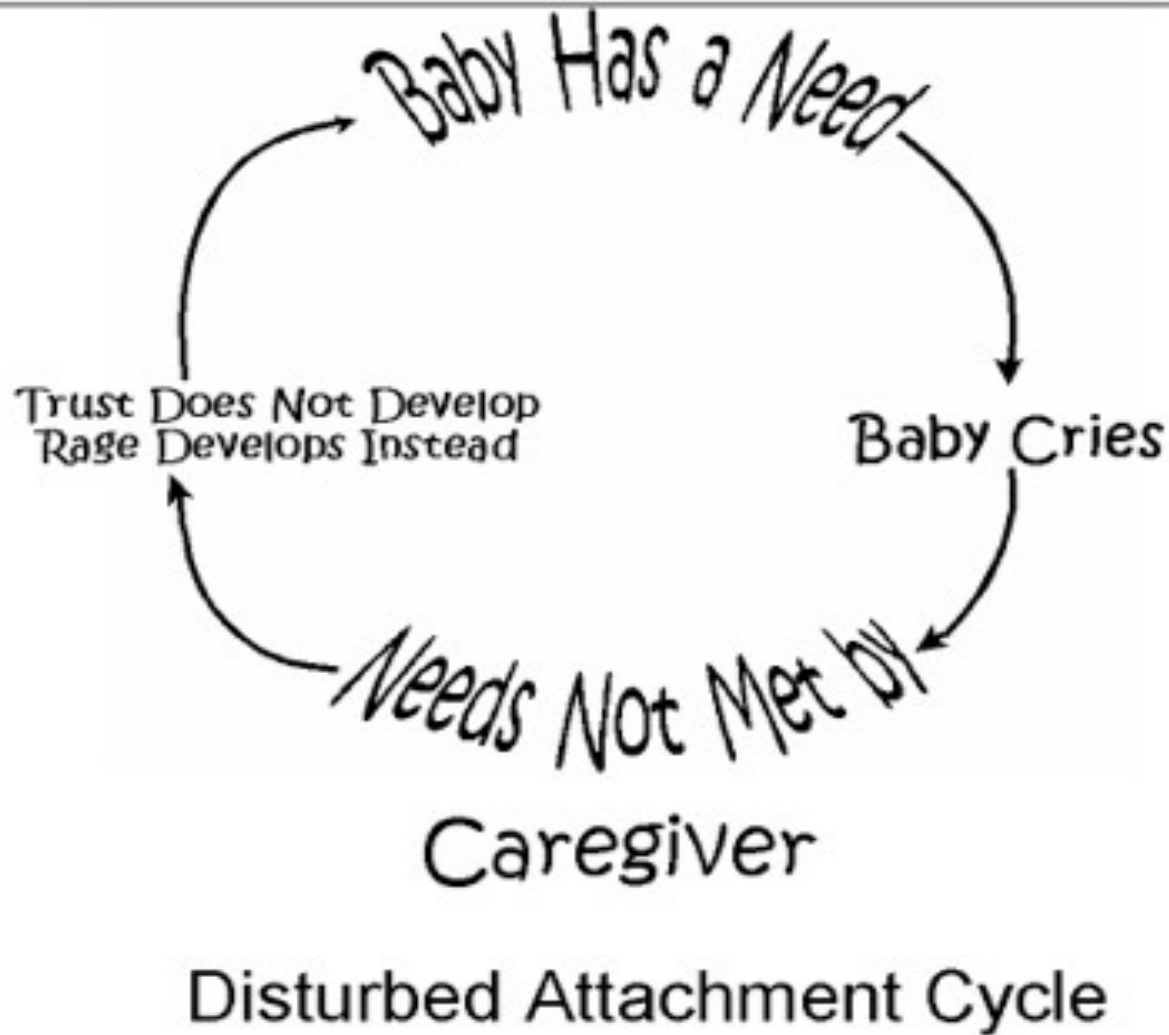 Baby Has a Need
Baby Cries
Needs Not Met by
Caregiver
Trust Does Not Develop
Rage Develops Instead
Disturbed Attachment Cycle